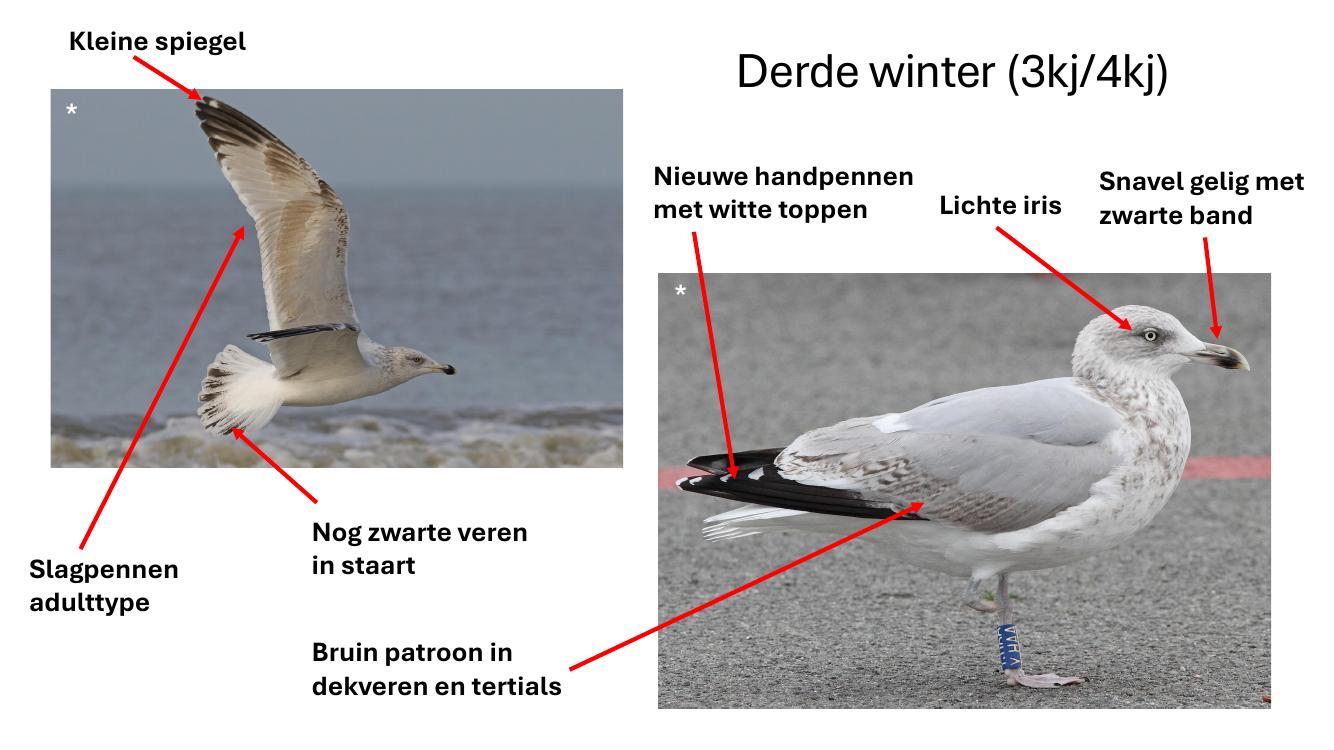 Kleine spiegel
Derde winter (3kj/4kj)
*
Nieuwe handpennen
met witte toppen
Lichte iris
Snavel gelig met
zwarte band
*
Nog zwarte veren
in staart
Slagpennen
adulttype
Bruin patroon in
dekveren en tertials